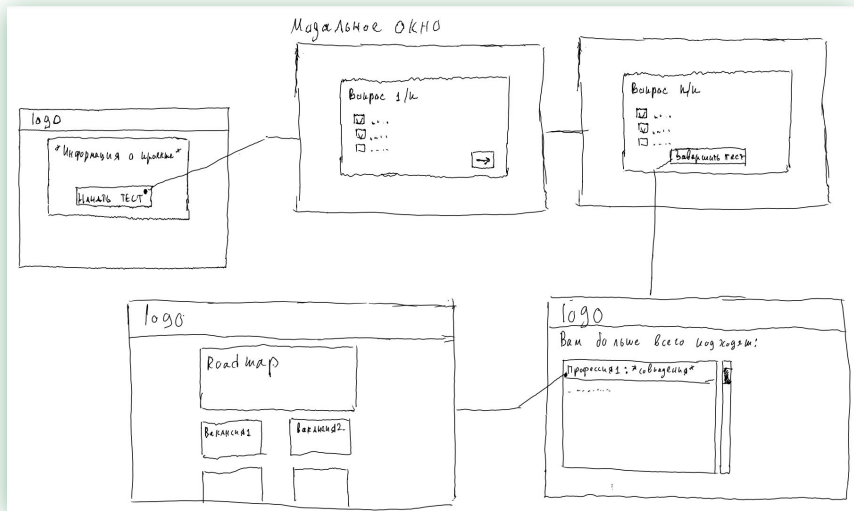 Модальное ОКНО
logo
*Информация о проекте*
НАЧАТЬ ТЕСТ
Вопрос 1/N
Вопрос N/N
Завершить тест
logo
Вам больше всего подходят:
Профессия1: *совпадения*
logo
Roadmap
Вакансия1
Вакансия2